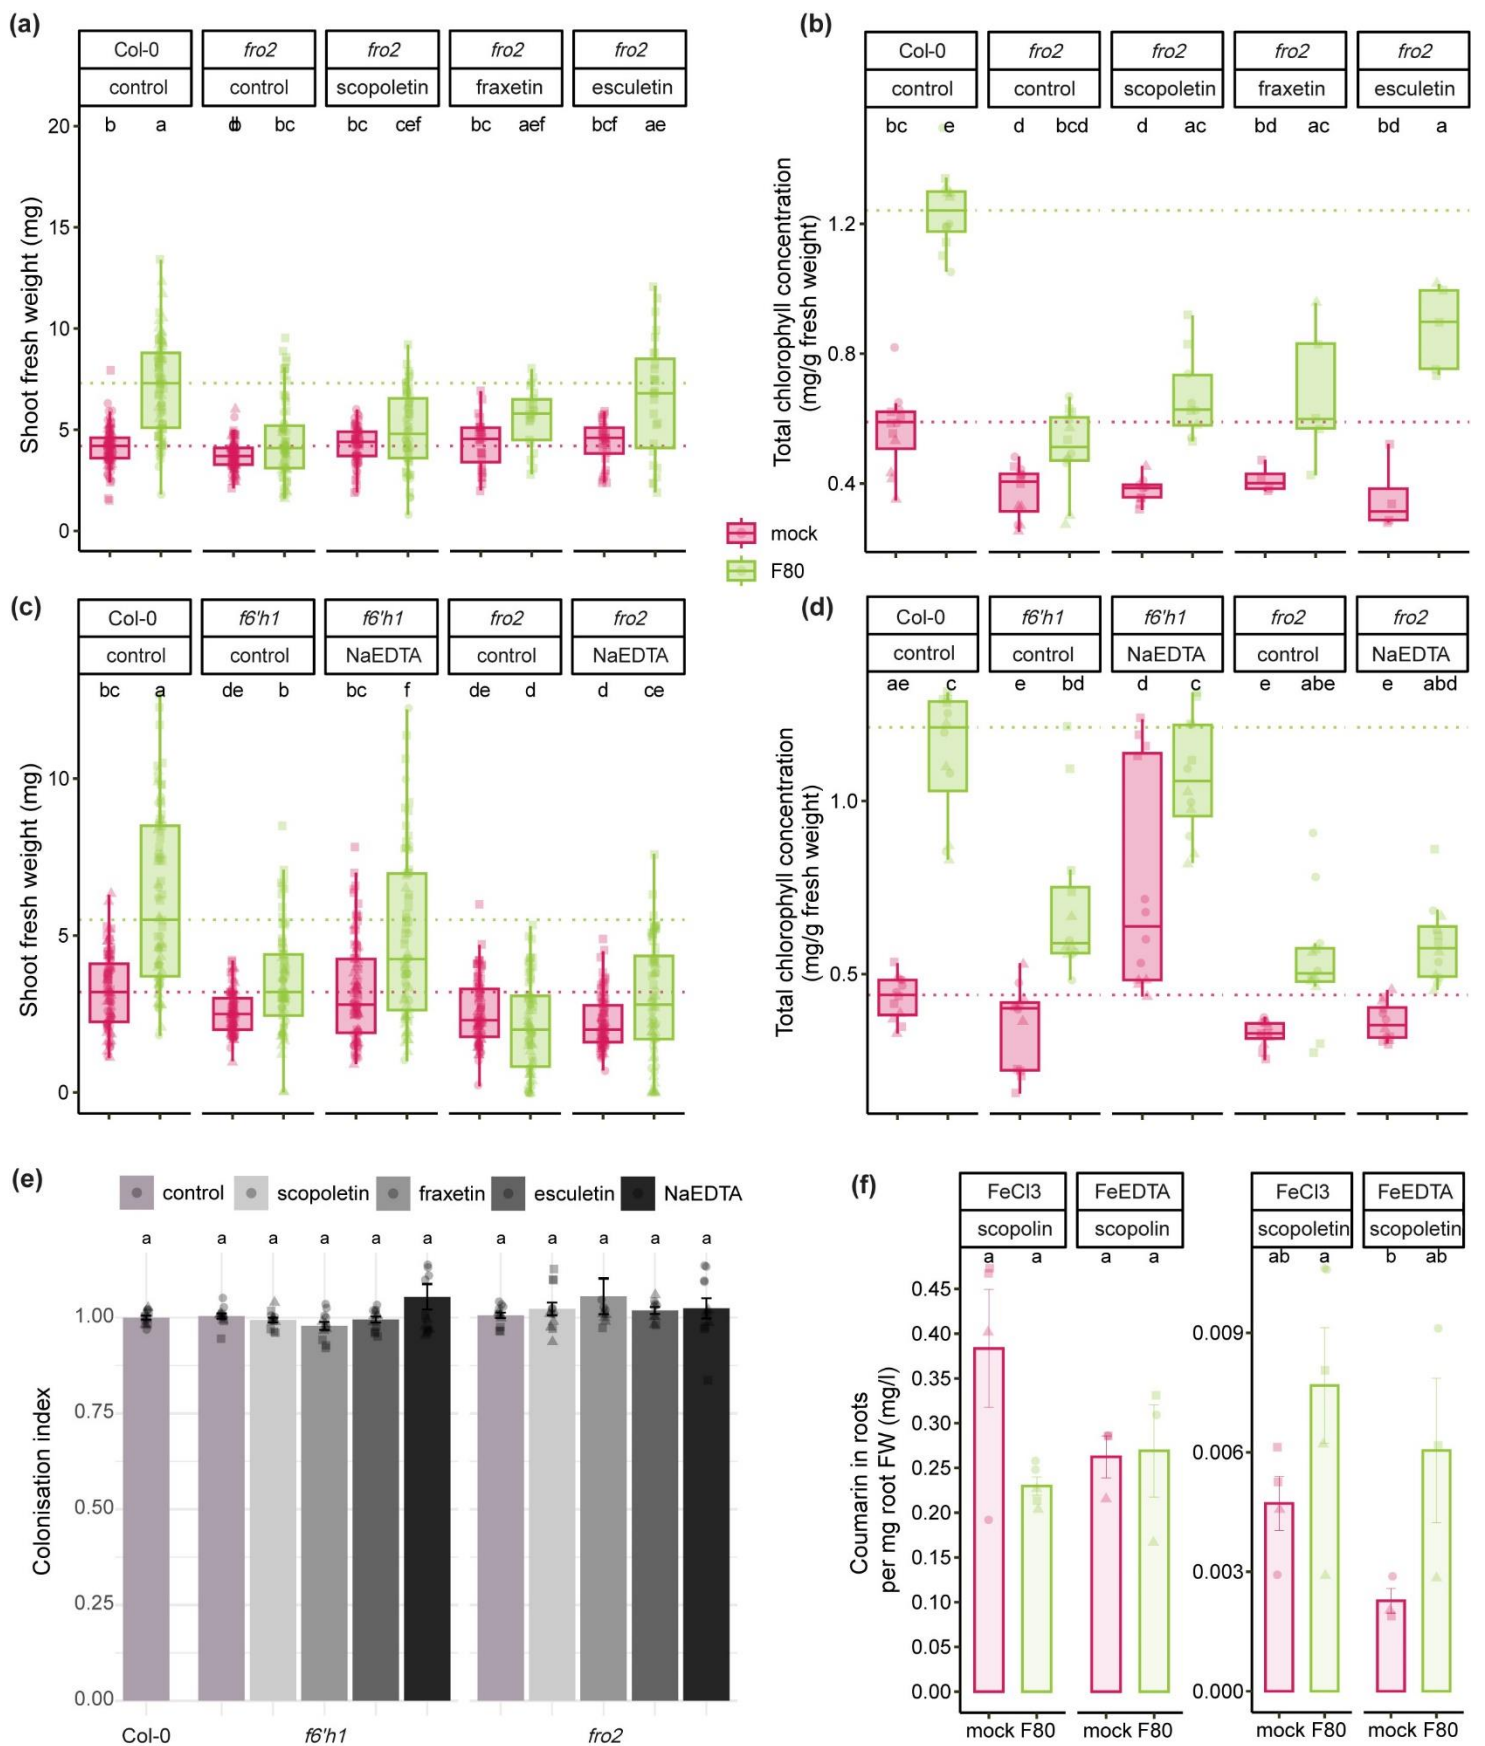 (a)
Col-0 fro2 fro2 fro2 fro2
control control scopoletin fraxetin esculetin
b a bc bc cef bc aef bcf ae
20
15
10
5
0
Shoot fresh weight (mg)
(b)
Col-0 fro2 fro2 fro2 fro2
control control scopoletin fraxetin esculetin
bc e d bcd d ac bd ac bd a
1.2
0.8
0.4
Total chlorophyll concentration
(mg/g fresh weight)
mock
F80
(c)
Col-0 f6'h1 f6'h1 fro2 fro2
control control NaEDTA control NaEDTA
bc a de b bc f de d d ce
10
5
0
Shoot fresh weight (mg)
(d)
Col-0 f6'h1 f6'h1 fro2 fro2
control control NaEDTA control NaEDTA
ae c e bd d c e abe e abd
1.0
0.5
Total chlorophyll concentration
(mg/g fresh weight)
(e)
control scopoletin fraxetin esculetin NaEDTA
a a a a a a a a a a a
1.00
0.75
0.50
0.25
0.00
Colonisation index
Col-0 f6'h1 fro2
(f)
FeCl3 FeEDTA FeCl3 FeEDTA
scopolin scopolin scopoletin scopoletin
a a a a ab a b ab
0.45
0.40
0.35
0.30
0.25
0.20
0.15
0.10
0.05
0.00
Coumarin in roots
per mg root FW (mg/l)
0.009
0.006
0.003
0.000
mock F80 mock F80 mock F80 mock F80